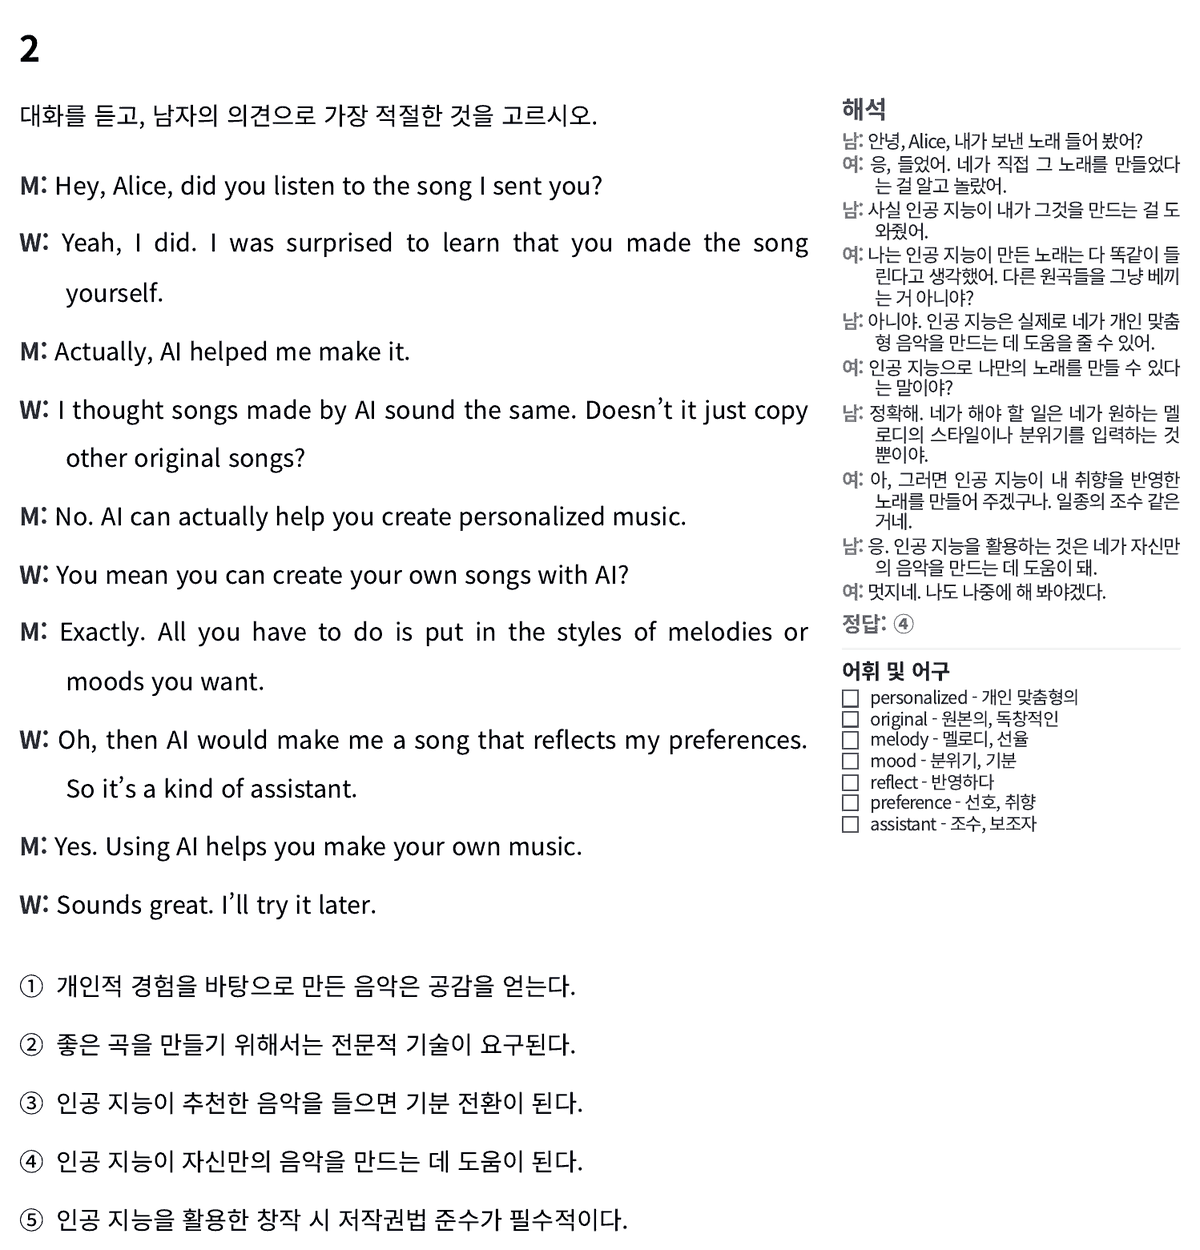 2
대화를 듣고, 남자의 의견으로 가장 적절한 것을 고르시오.
M: Hey, Alice, did you listen to the song I sent you?
W: Yeah, I did. I was surprised to learn that you made the song
yourself.
M: Actually, AI helped me make it.
W: I thought songs made by AI sound the same. Doesn't it just copy
other original songs?
M: No. AI can actually help you create personalized music.
W: You mean you can create your own songs with AI?
M: Exactly. All you have to do is put in the styles of melodies or
moods you want.
W: Oh, then AI would make me a song that reflects my preferences.
So it's a kind of assistant.
M: Yes. Using AI helps you make your own music.
W: Sounds great. I'll try it later.
① 개인적 경험을 바탕으로 만든 음악은 공감을 얻는다.
② 좋은 곡을 만들기 위해서는 전문적 기술이 요구된다.
③ 인공 지능이 추천한 음악을 들으면 기분 전환이 된다.
④ 인공 지능이 자신만의 음악을 만드는 데 도움이 된다.
⑤ 인공 지능을 활용한 창작 시 저작권법 준수가 필수적이다.
해석
남: 안녕, Alice, 내가 보낸 노래 들어 봤어?
여: 응, 들었어. 네가 직접 그 노래를 만들었다
는 걸 알고 놀랐어.
남: 사실 인공 지능이 내가 그것을 만드는 걸 도
와줬어.
여: 나는 인공 지능이 만든 노래는 다 똑같이 들
린다고 생각했어. 다른 원곡들을 그냥 베끼
는 거 아니야?
남: 아니야. 인공 지능은 실제로 네가 개인 맞춤
형 음악을 만드는 데 도움을 줄 수 있어.
여: 인공 지능으로 나만의 노래를 만들 수 있다
는 말이야?
남: 정확해. 네가 해야 할 일은 네가 원하는 멜
로디의 스타일이나 분위기를 입력하는 것
뿐이야.
여: 아, 그러면 인공 지능이 내 취향을 반영한
노래를 만들어 주겠구나. 일종의 조수 같은
거네.
남: 응. 인공 지능을 활용하는 것은 네가 자신만
의 음악을 만드는 데 도움이 돼.
여: 멋지네. 나도 나중에 해 봐야겠다.
정답: ④
어휘 및 어구
□ personalized - 개인 맞춤형의
□ original - 원본의, 독창적인
□ melody - 멜로디, 선율
□ mood - 분위기, 기분
□ reflect - 반영하다
□ preference - 선호, 취향
□ assistant - 조수, 보조자